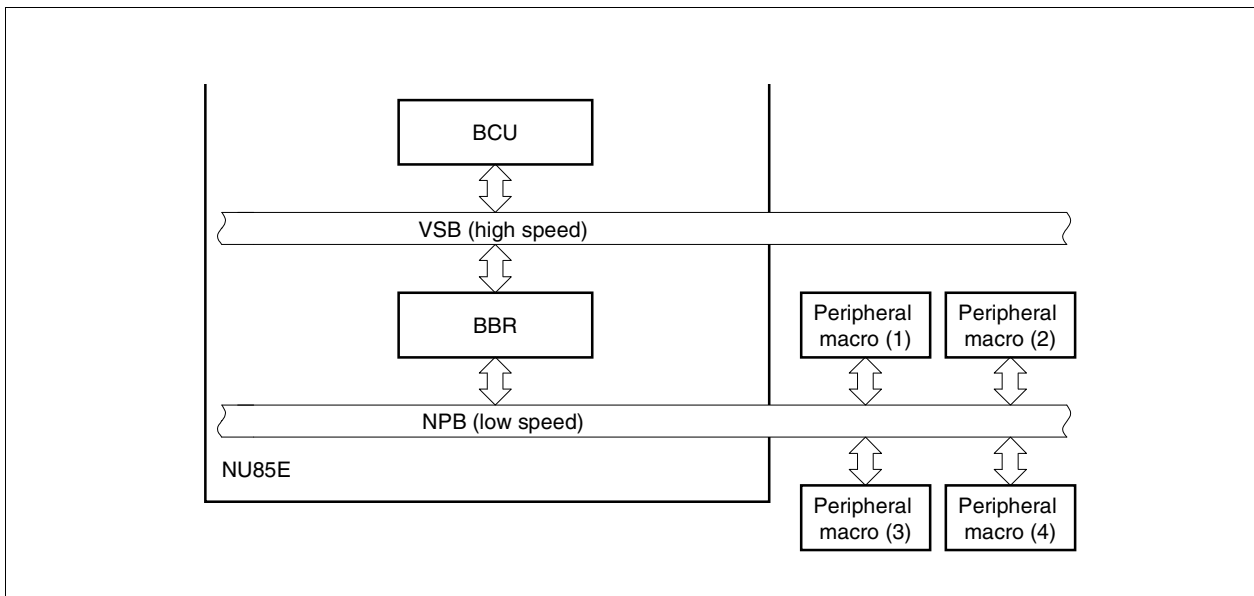 BCU
VSB (high speed)
BBR
Peripheral
macro (1)
Peripheral
macro (2)
NPB (low speed)
NU85E
Peripheral
macro (3)
Peripheral
macro (4)